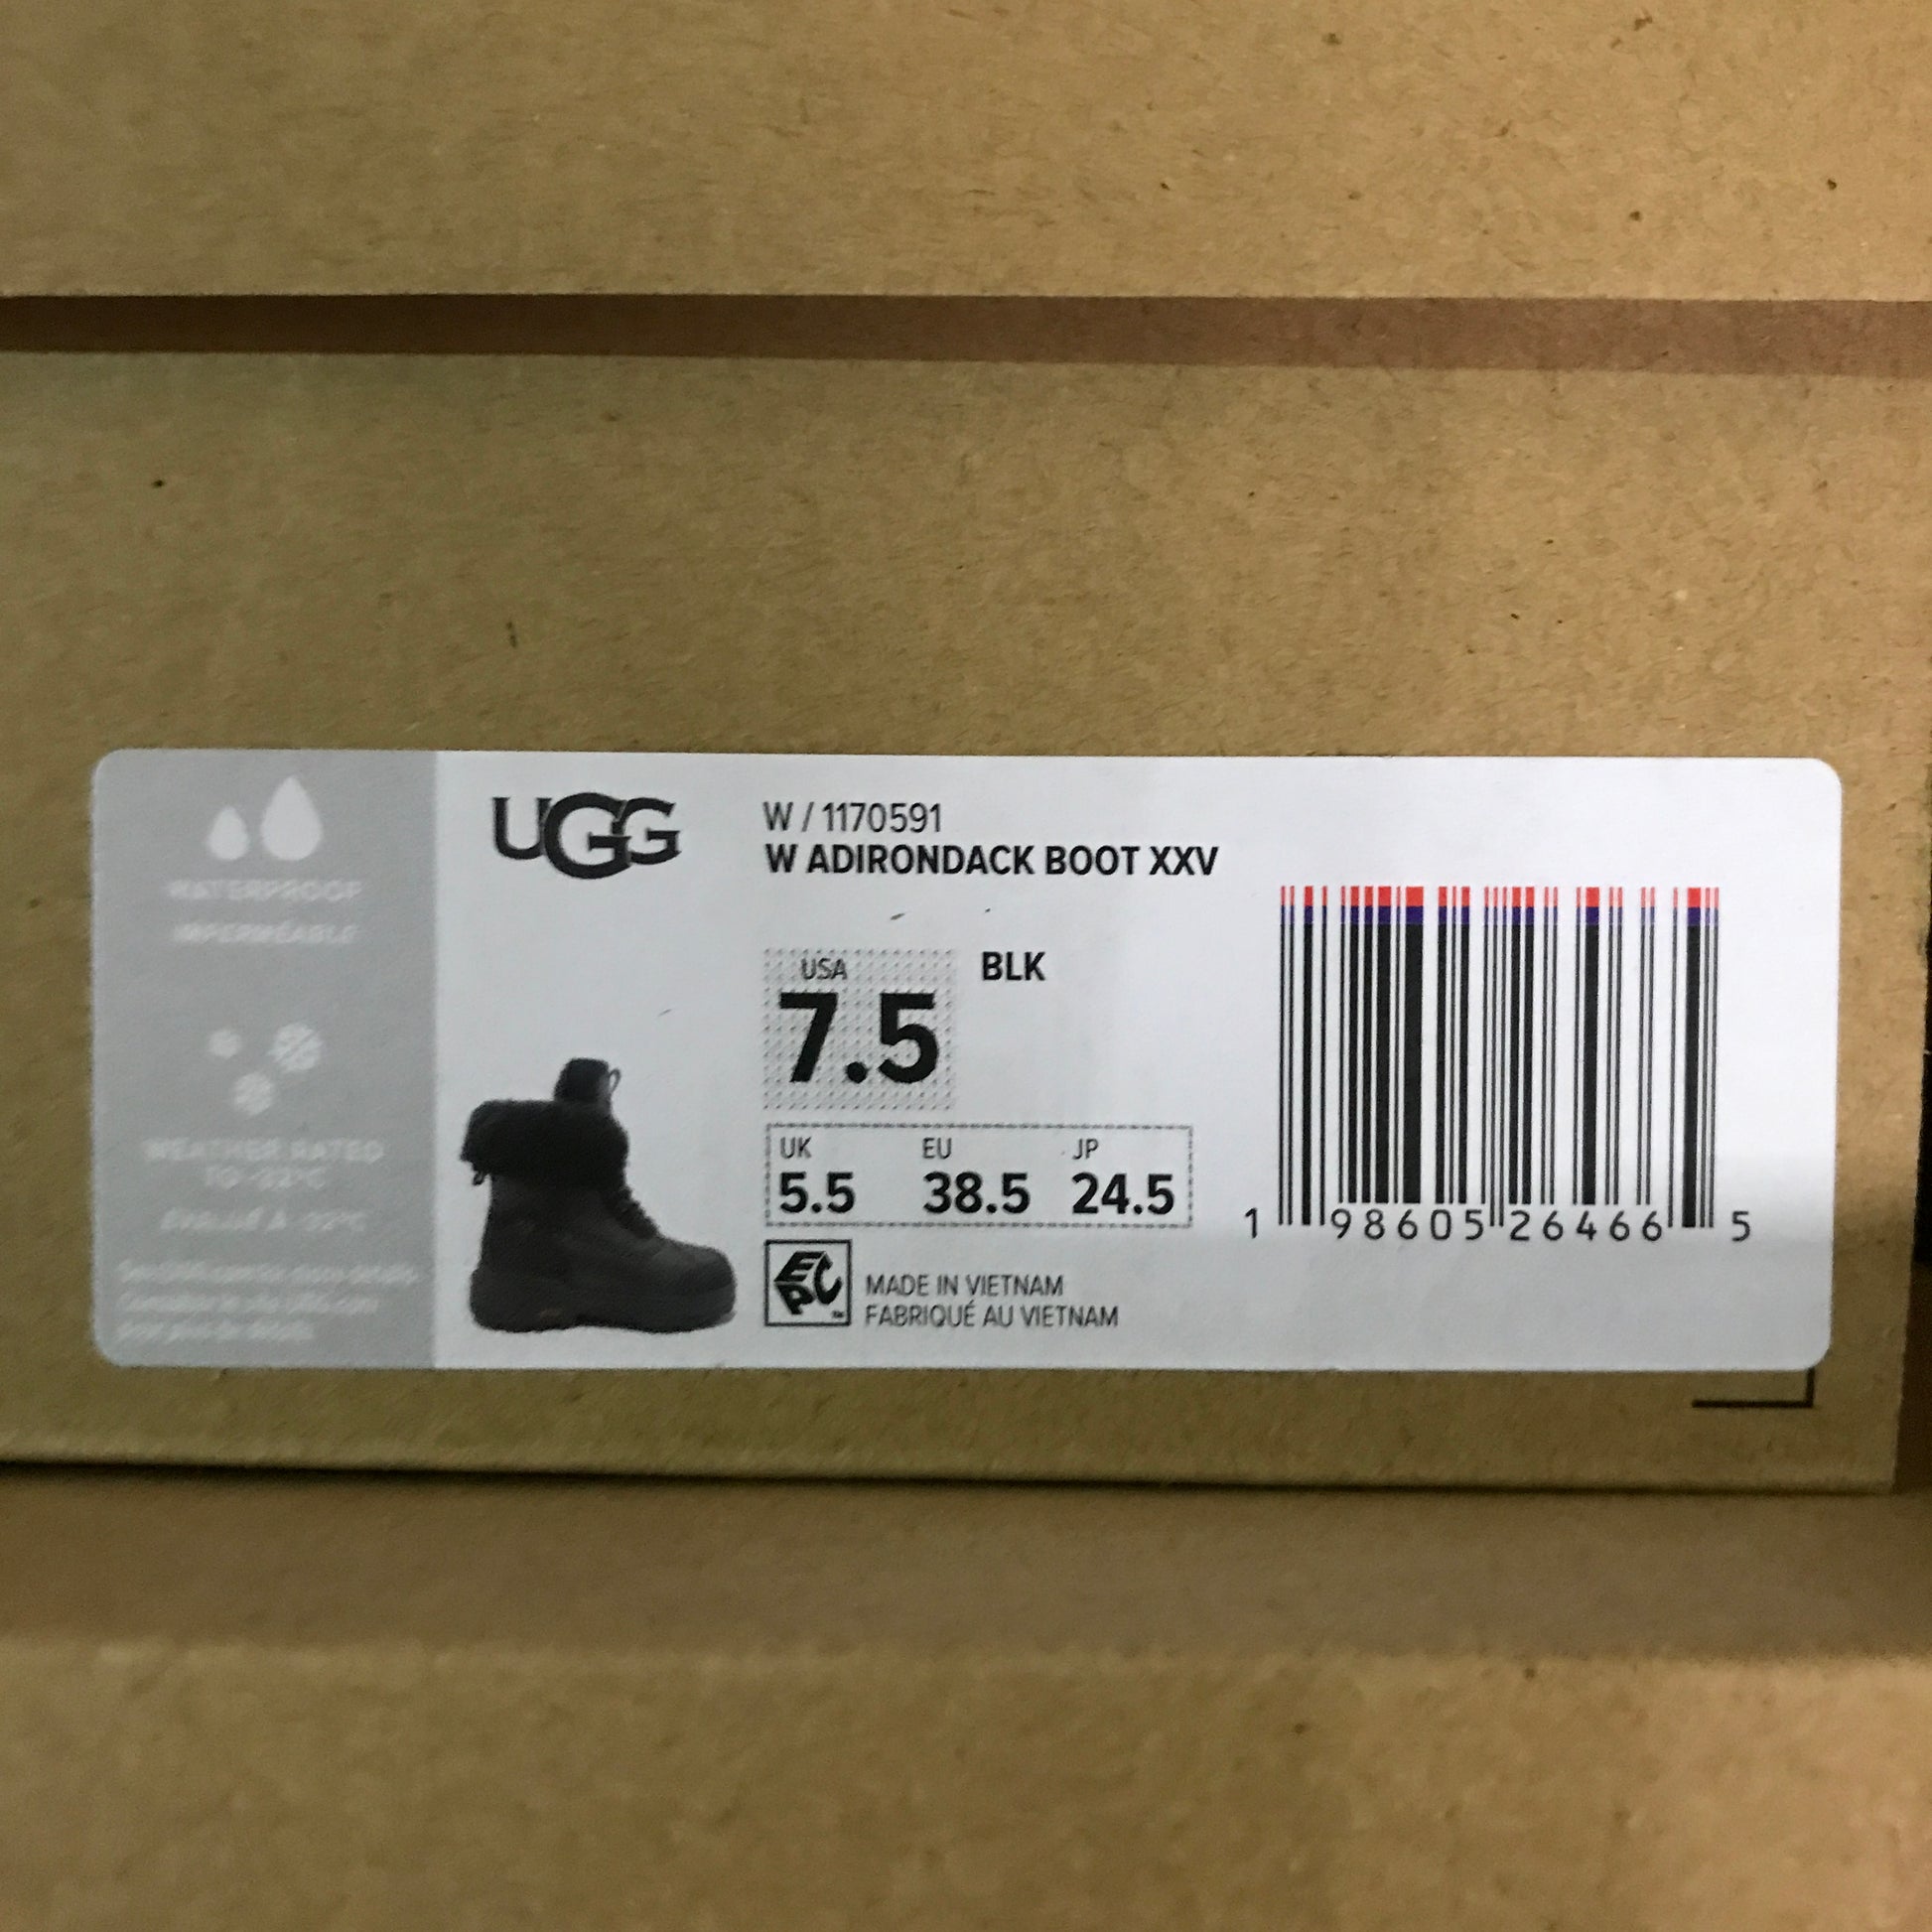 WATERPROOF
IMPERMÉABLE
WEATHER RATED
UGG
W / 1170591
W ADIRONDACK BOOT XXV
USA
7.5
BLK
UK EU JP
5.5 38.5 24.5
EPC
MADE IN VIETNAM
FABRIQUÉ AU VIETNAM
1 98605 26466 5